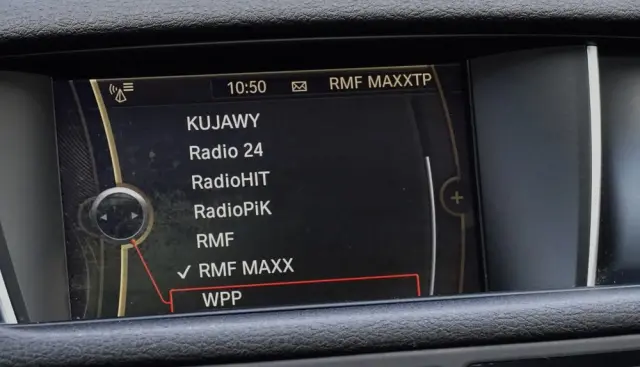 10:50 RMF MAXXTP
KUJAWY
Radio 24
RadioHIT
RadioPiK
RMF
✓ RMF MAXX
WPP